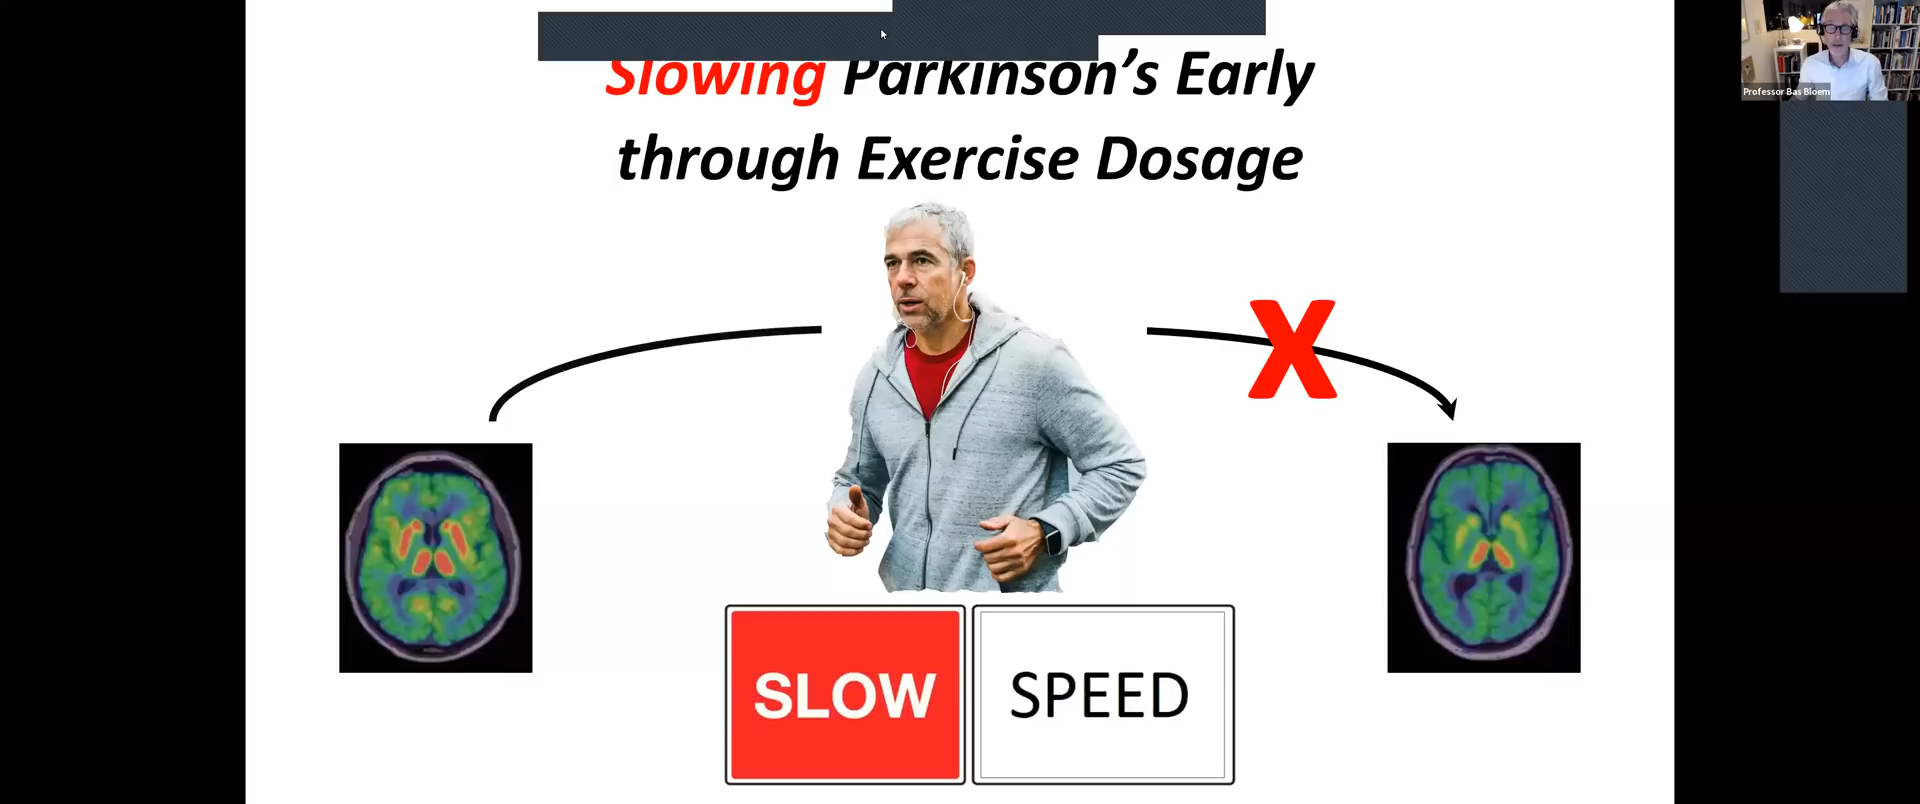 Slowing Parkinson’s Early
through Exercise Dosage
Professor Bas Bloem
X
SLOW SPEED